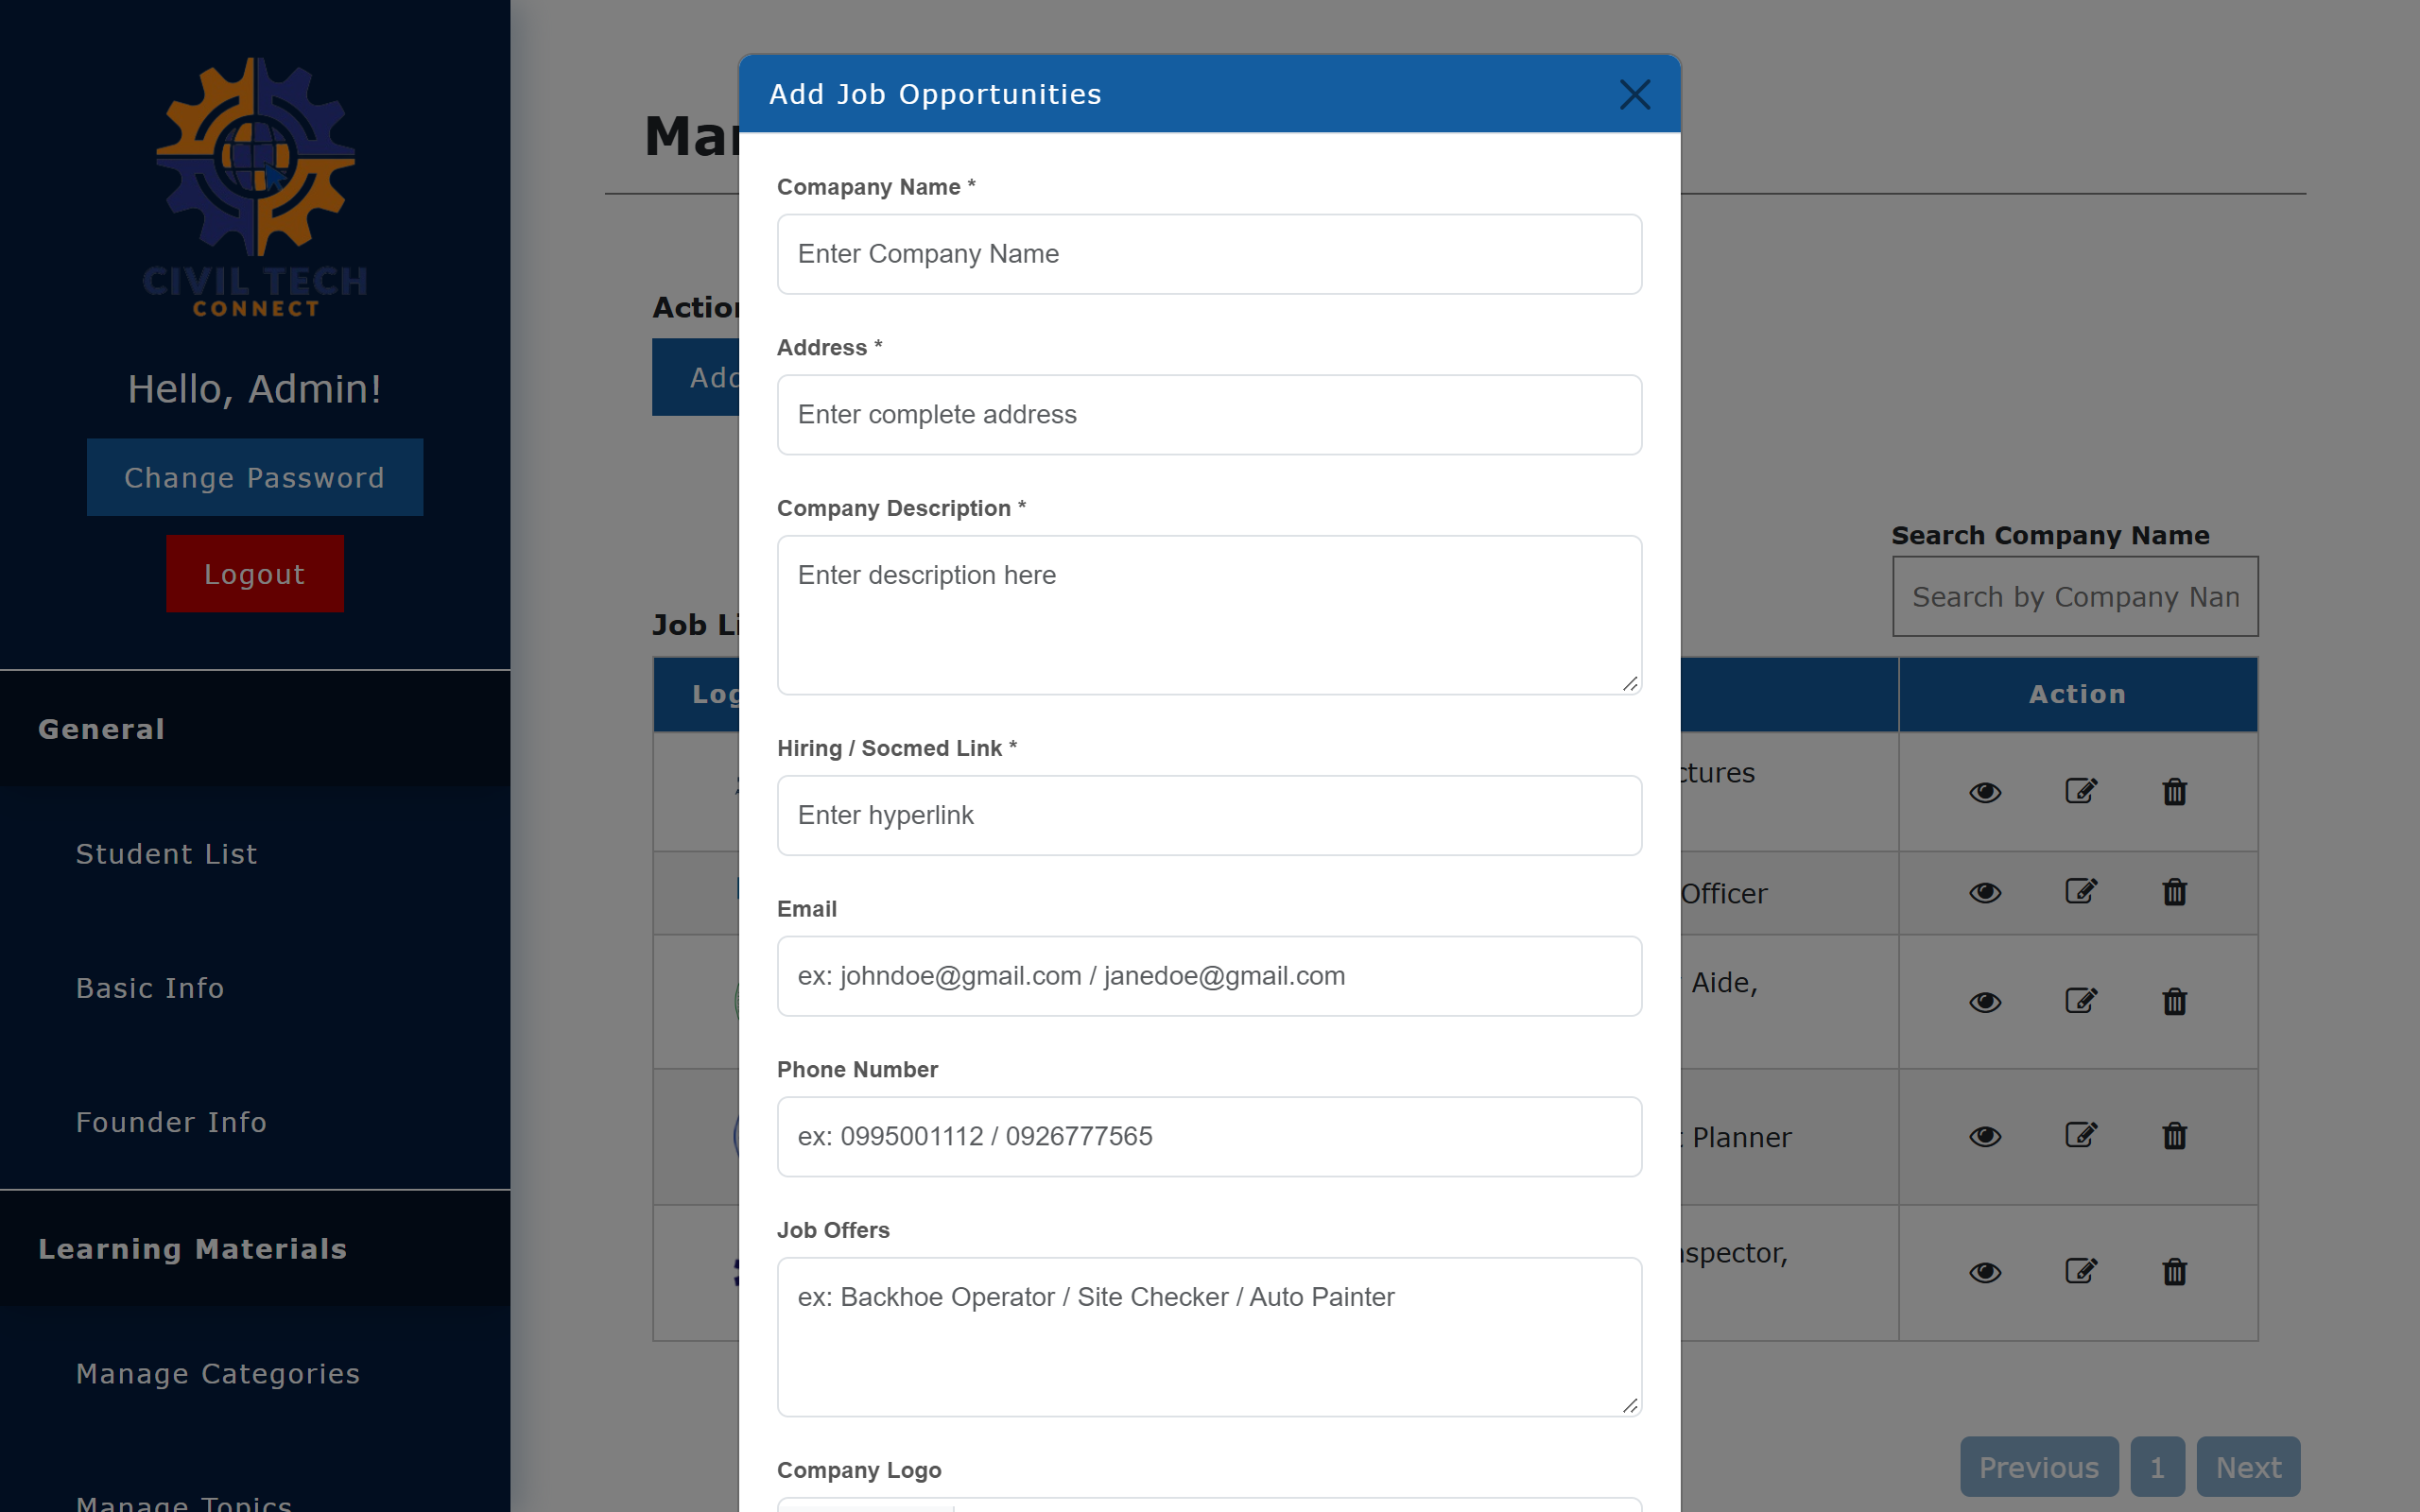 CIVIL TECH
CONNECT
Hello, Admin!
Change Password
Logout
General
Student List
Basic Info
Founder Info
Learning Materials
Manage Categories
Manage Topics
Add Job Opportunities
Comapany Name *
Enter Company Name
Address *
Enter complete address
Company Description *
Enter description here
Hiring / Socmed Link *
Enter hyperlink
Email
ex: johndoe@gmail.com / janedoe@gmail.com
Phone Number
ex: 0995001112 / 0926777565
Job Offers
ex: Backhoe Operator / Site Checker / Auto Painter
Company Logo
Search Company Name
Search by Company Nan
Job
Action
Officer
Aide,
Planner
Previous 1 Next